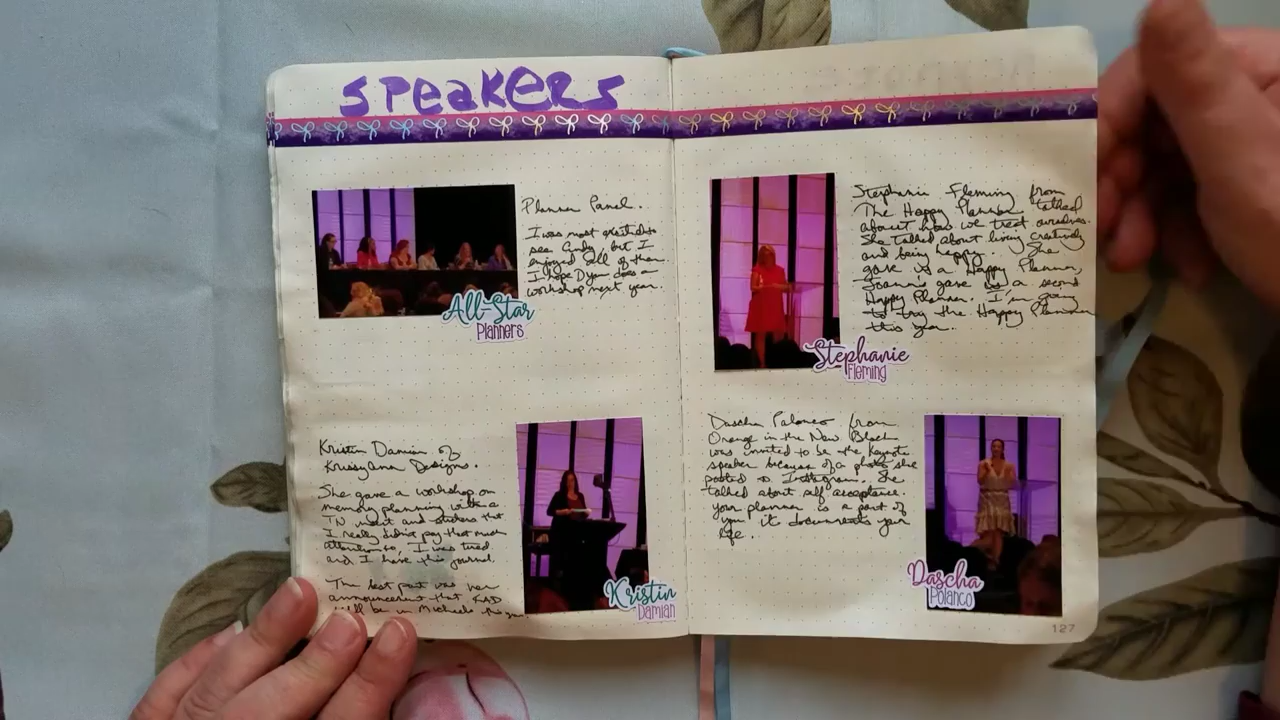 SPEAKERS
Planner Panel.
I was most excited to
see Cindy, but I
enjoyed all of them.
I hope Dyan does a
workshop next year.
All-Star
Planners
Kristin Damian of
Krissyanne Designs.
She gave a workshop on
memory planning with a
TN insert and stickers that
I really didn't pay that much
attention to, I was tired
and I have this journal.
The best part was her
announcement that KAD
will be in Michaels this
Kristin
Damian
Stephanie Fleming from
The Happy Planner talked
about how we treat ourselves.
She talked about living creatively
and being happy. She
gave us a Happy Planner,
Joann's gave us a second
Happy Planner. I'm going
to try the Happy Planner
this year.
Stephanie
Fleming
Dascha Polanco from
Orange is the New Black
was invited to be the keynote
speaker because of a photo she
posted to Instagram. She
talked about self acceptance.
your planner is a part of
you, it documents your
life.
Dascha
Polanco
127